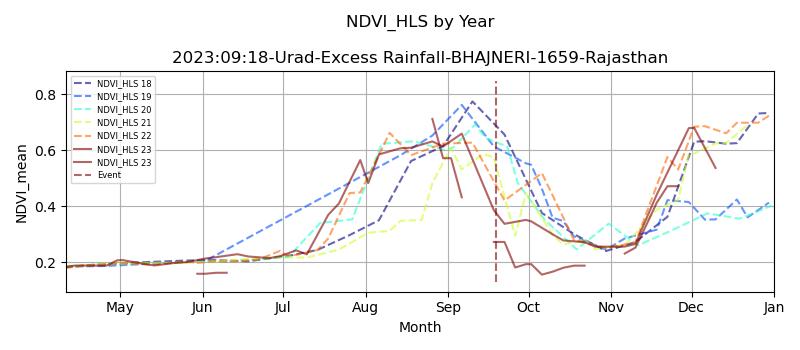 NDVI_HLS by Year
2023:09:18-Urad-Excess Rainfall-BHAJNERI-1659-Rajasthan
NDVI_HLS 18
NDVI_HLS 19
NDVI_HLS 20
NDVI_HLS 21
NDVI_HLS 22
NDVI_HLS 23
NDVI_HLS 23
Event
NDVI_mean
0.8
0.6
0.4
0.2
May Jun Jul Aug Sep Oct Nov Dec Jan
Month